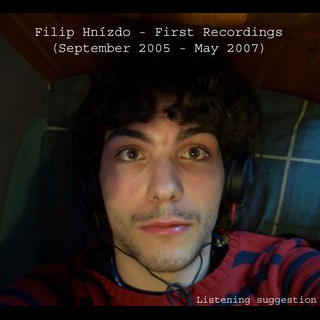 Filip Hnízdo - First Recordings
(September 2005 - May 2007)
Listening suggestion